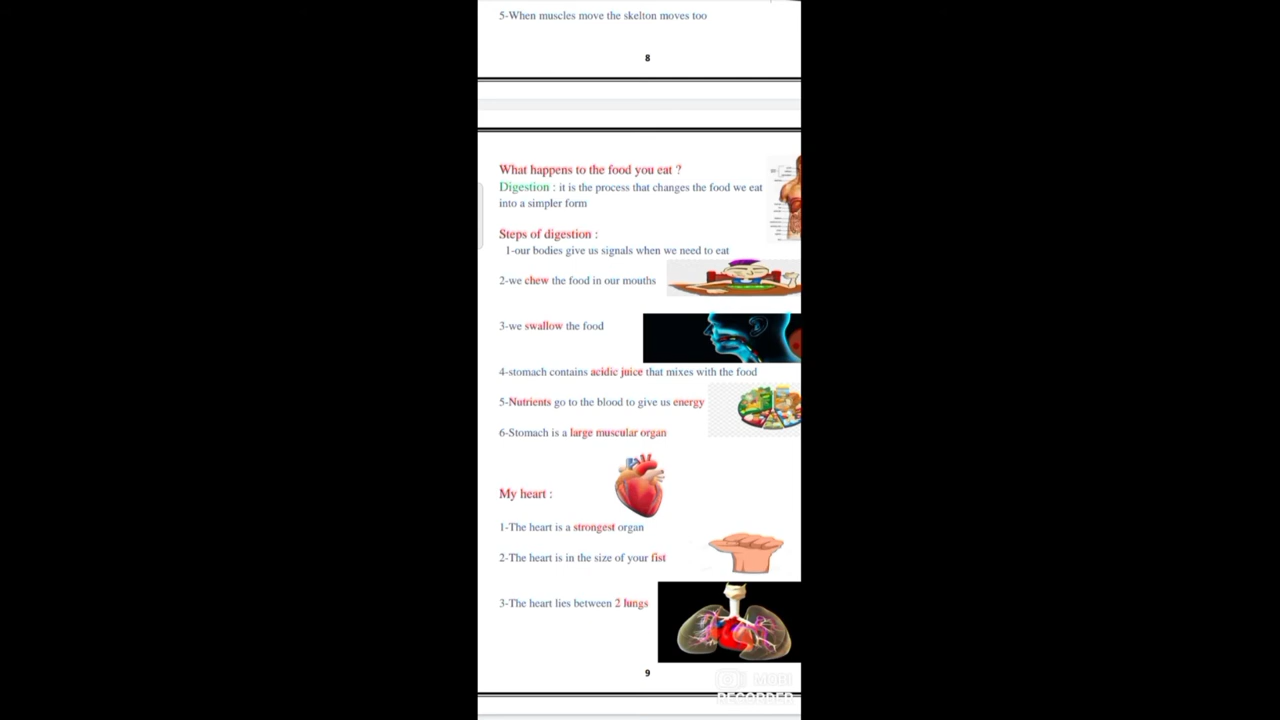 5-When muscles move the skelton moves too
8
What happens to the food you eat ?
Digestion : it is the process that changes the food we eat
into a simpler form
Steps of digestion :
1-our bodies give us signals when we need to eat
2-we chew the food in our mouths
3-we swallow the food
4-stomach contains acidic juice that mixes with the food
5-Nutrients go to the blood to give us energy
6-Stomach is a large muscular organ
My heart :
1-The heart is a strongest organ
2-The heart is in the size of your fist
3-The heart lies between 2 lungs
9
MOBI
RECORDER